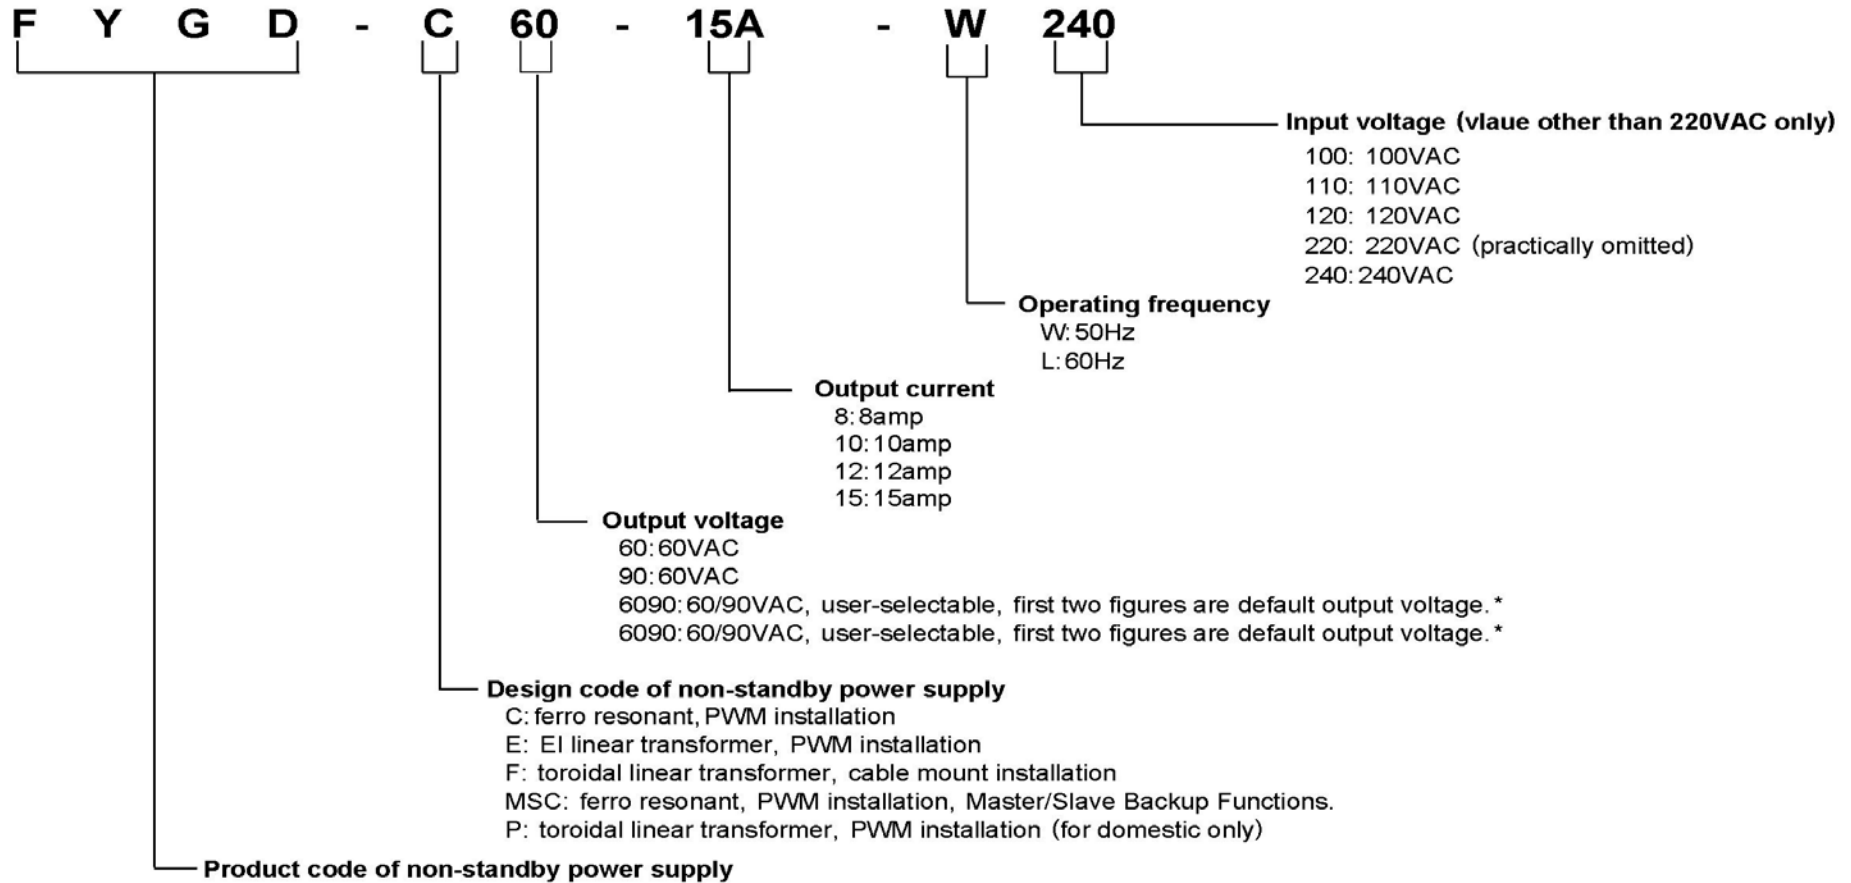 F Y G D - C 60 - 15A - W 240
Input voltage (vlaue other than 220VAC only)
100: 100VAC
110: 110VAC
120: 120VAC
220: 220VAC (practically omitted)
240:240VAC
Operating frequency
W:50Hz
L:60Hz
Output current
8:8amp
10:10amp
12:12amp
15:15amp
Output voltage
60:60VAC
90:60VAC
6090:60/90VAC, user-selectable, first two figures are default output voltage.*
6090:60/90VAC, user-selectable, first two figures are default output voltage.*
Design code of non-standby power supply
C:ferro resonant,PWM installation
E: EI linear transformer, PWM installation
F: toroidal linear transformer, cable mount installation
MSC: ferro resonant, PWM installation, Master/Slave Backup Functions.
P: toroidal linear transformer, PWM installation (for domestic only)
Product code of non-standby power supply